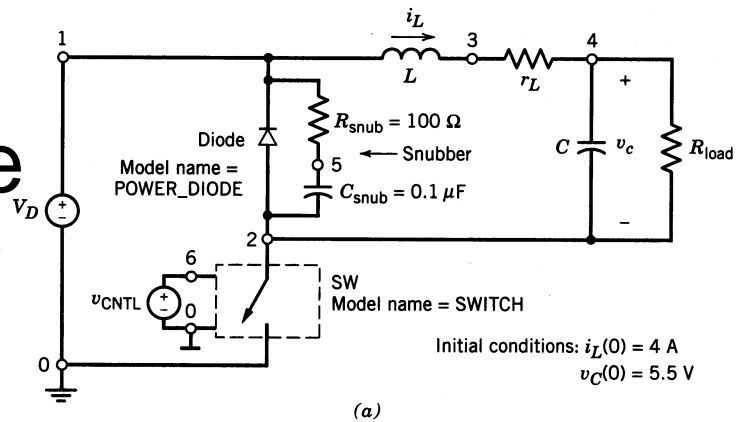 i_L
1
3
4
L
r_L
+
R_snub = 100 Ω
Diode
5
Snubber
C
v_c
R_load
Model name =
POWER_DIODE
C_snub = 0.1 μF
e
V_D
+
−
−
2
6
SW
Model name = SWITCH
v_CNTL
+
−
0
Initial conditions: i_L(0) = 4 A
v_C(0) = 5.5 V
0
(a)